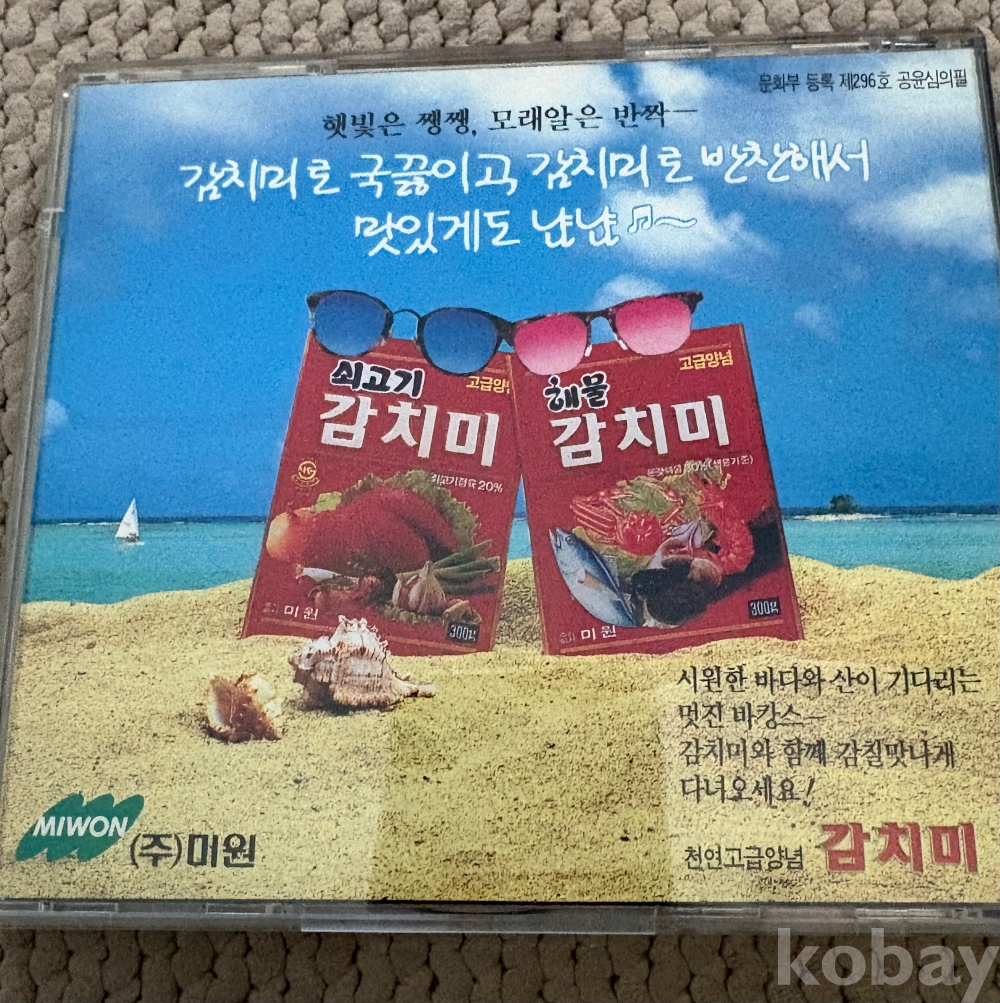 문화부 등록 제296호 공윤심의필
햇빛은 쨍쨍, 모래알은 반짝—
감치미로 국끓이고, 감치미로 반찬해서
맛있게도 냠냠♫〜
쇠고기
고급양념
감치미
쇠고기함량 20%
미원
300g
고급양념
해물
감치미
미원
300g
시원한 바다와 산이 기다리는
멋진 바캉스—
감치미와 함께 감칠맛나게
다녀오세요!
MIWON
(주)미원
천연고급양념 감치미
kobay